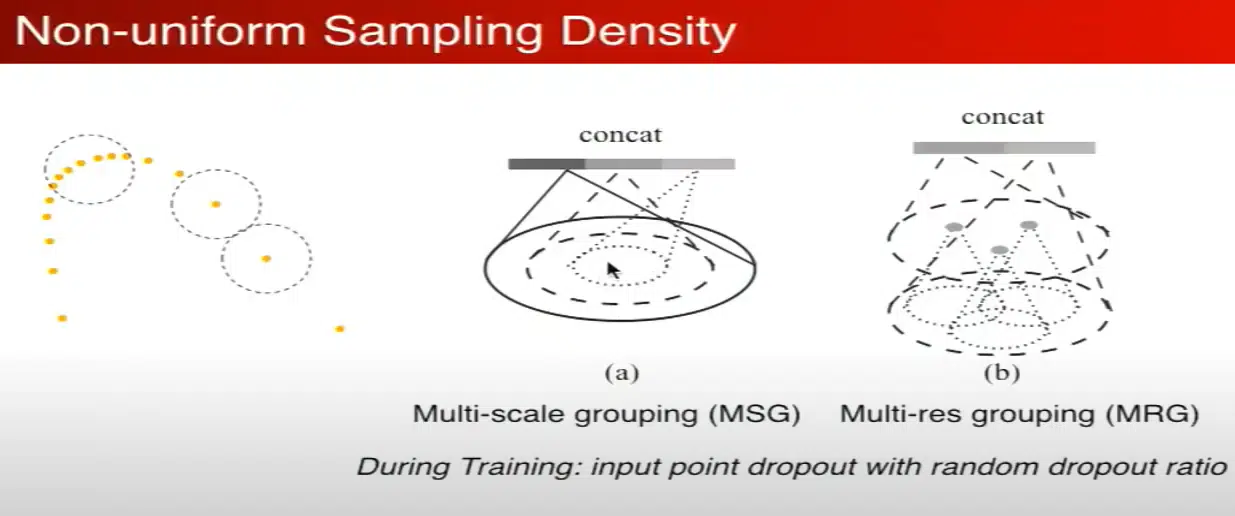 Non-uniform Sampling Density
concat
concat
(a)
(b)
Multi-scale grouping (MSG)
Multi-res grouping (MRG)
During Training: input point dropout with random dropout ratio